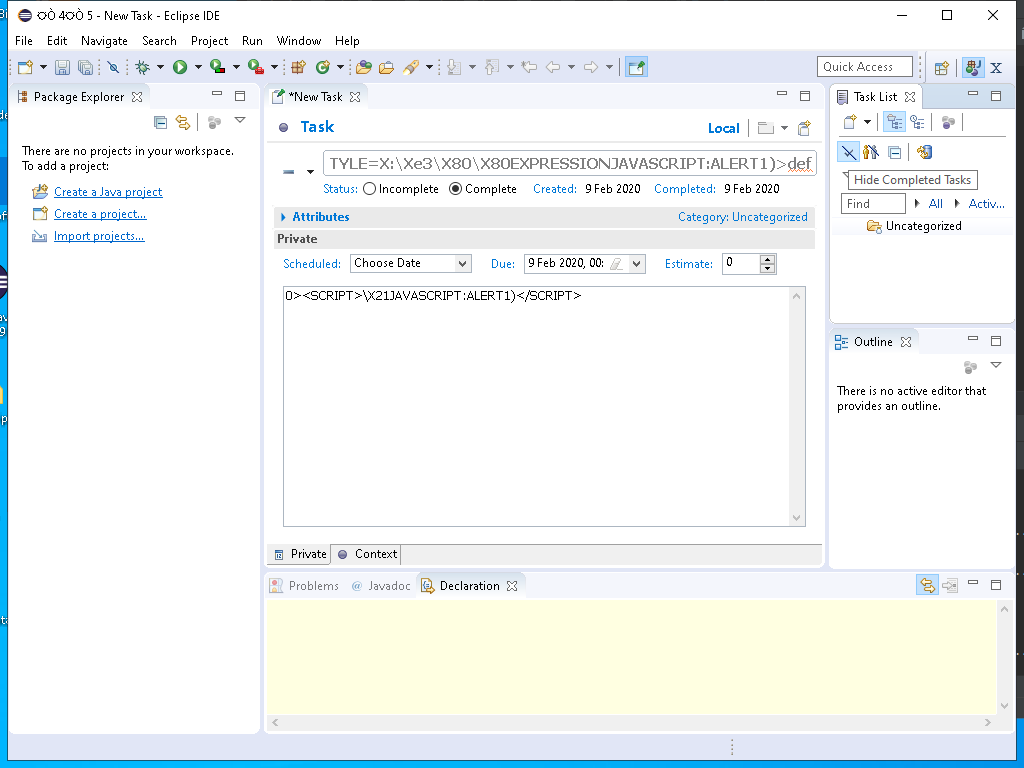 ΟÒ 4ΟÒ 5 - New Task - Eclipse IDE
File Edit Navigate Search Project Run Window Help
Quick Access
Package Explorer
There are no projects in your workspace.
To add a project:
Create a Java project
Create a project...
Import projects...
*New Task
Task
Local
TYLE=X:\Xe3\X80\X80EXPRESSIONJAVASCRIPT:ALERT1)>def
Status: Incomplete Complete Created: 9 Feb 2020 Completed: 9 Feb 2020
Attributes Category: Uncategorized
Private
Scheduled: Choose Date Due: 9 Feb 2020, 00: Estimate: 0
0><SCRIPT>\X21JAVASCRIPT:ALERT1)</SCRIPT>
Private Context
Problems @ Javadoc Declaration
Task List
Hide Completed Tasks
Find All Activ...
Uncategorized
Outline
There is no active editor that
provides an outline.